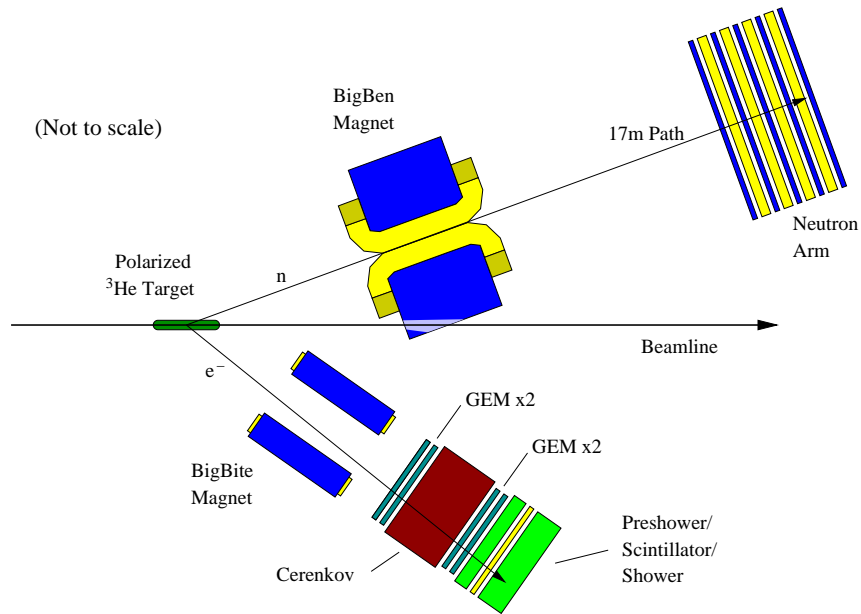 BigBen
Magnet
(Not to scale)
17m Path
Neutron
Arm
Polarized
³He Target
n
Beamline
e⁻
GEM x2
GEM x2
BigBite
Magnet
Preshower/
Scintillator/
Shower
Cerenkov